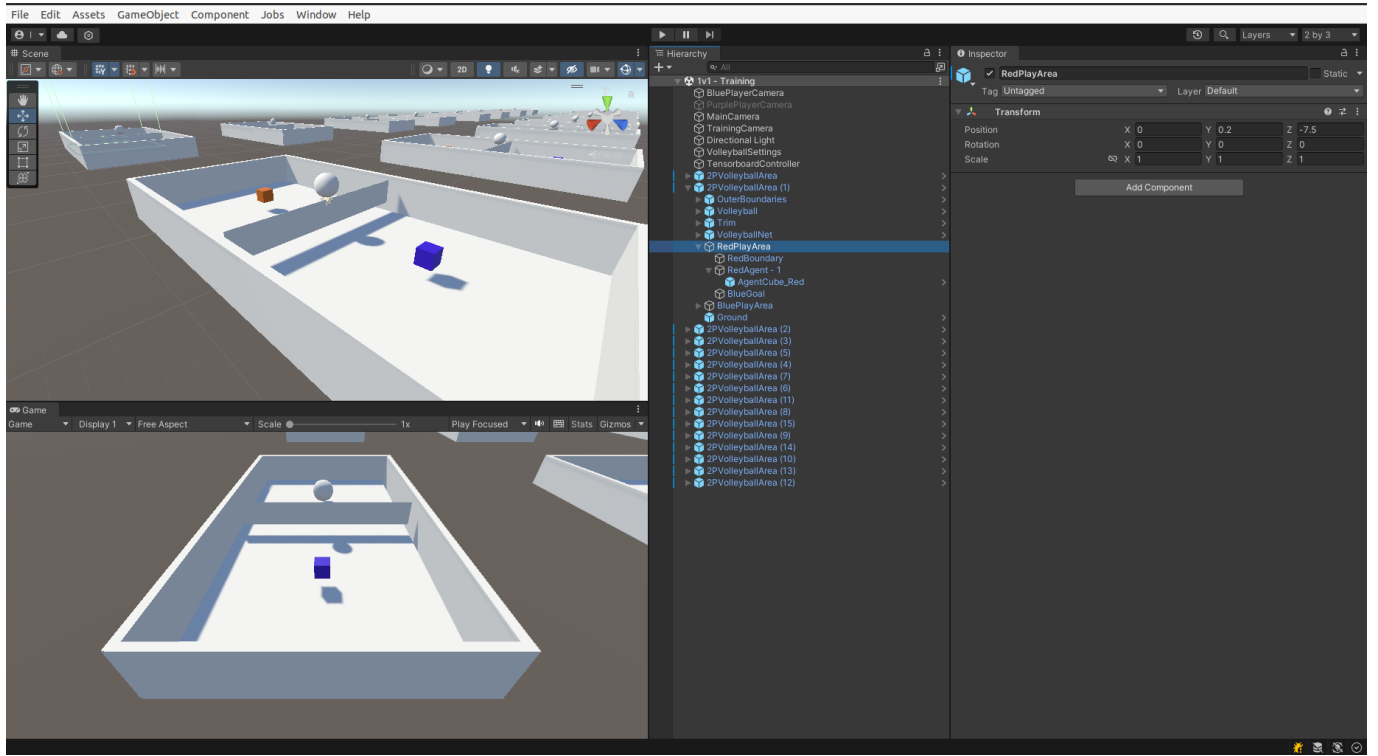 File Edit Assets GameObject Component Jobs Window Help
Layers 2 by 3
Scene
2D
Game
Game Display 1 Free Aspect Scale 1x Play Focused Stats Gizmos
Hierarchy
All
1v1 - Training
BluePlayerCamera
PurplePlayerCamera
MainCamera
TrainingCamera
Directional Light
VolleyballSettings
TensorboardController
2PVolleyballArea
2PVolleyballArea (1)
OuterBoundaries
Volleyball
Trim
VolleyballNet
RedPlayArea
RedBoundary
RedAgent - 1
AgentCube_Red
BlueGoal
BluePlayArea
Ground
2PVolleyballArea (2)
2PVolleyballArea (3)
2PVolleyballArea (5)
2PVolleyballArea (4)
2PVolleyballArea (7)
2PVolleyballArea (6)
2PVolleyballArea (11)
2PVolleyballArea (8)
2PVolleyballArea (15)
2PVolleyballArea (9)
2PVolleyballArea (14)
2PVolleyballArea (10)
2PVolleyballArea (13)
2PVolleyballArea (12)
Inspector
RedPlayArea Static
Tag Untagged Layer Default
Transform
Position X 0 Y 0.2 Z -7.5
Rotation X 0 Y 0 Z 0
Scale X 1 Y 1 Z 1
Add Component